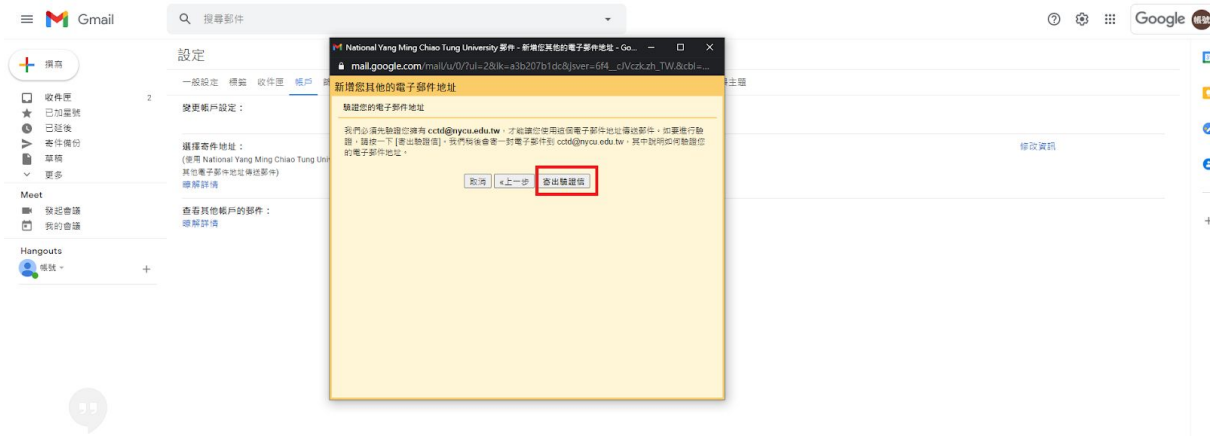 Gmail
搜尋郵件
Google
帳號
撰寫
收件匣 2
已加星號
已延後
寄件備份
草稿
更多
Meet
發起會議
我的會議
Hangouts
帳號
設定
一般設定 標籤 收件匣 帳戶
主題
變更帳戶設定：
選擇寄件地址：
(使用 National Yang Ming Chiao Tung Uni
其他電子郵件地址傳送郵件)
瞭解詳情
修改資訊
查看其他帳戶的郵件：
瞭解詳情
National Yang Ming Chiao Tung University 郵件 - 新增您其他的電子郵件地址 - Go...
mail.google.com/mail/u/0/?ui=2&ik=a3b207b1dc&jsver=6f4__cJVczk.zh_TW.&cbl=...
新增您其他的電子郵件地址
驗證您的電子郵件地址
我們必須先驗證您擁有 cctd@nycu.edu.tw，才能讓您使用這個電子郵件地址傳送郵件。如要進行驗
證，請按一下 [寄出驗證信]。我們稍後會寄一封電子郵件到 cctd@nycu.edu.tw，其中說明如何驗證您
的電子郵件地址。
取消 «上一步 寄出驗證信